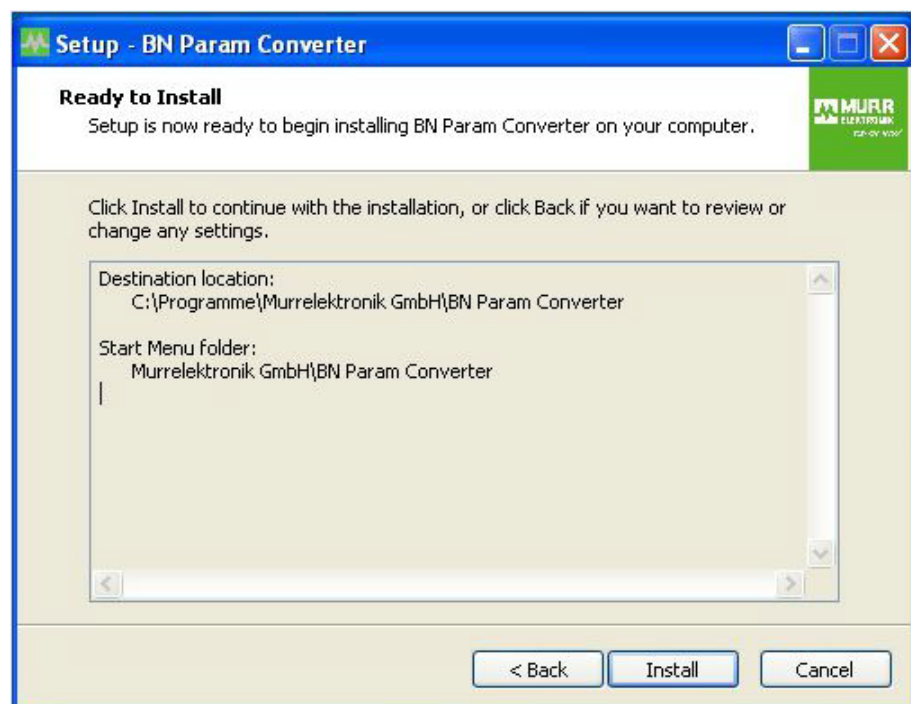 Setup - BN Param Converter
Ready to Install
Setup is now ready to begin installing BN Param Converter on your computer.
MURR
ELEKTRONIK
Click Install to continue with the installation, or click Back if you want to review or
change any settings.
Destination location:
C:\Programme\Murrelektronik GmbH\BN Param Converter
Start Menu folder:
Murrelektronik GmbH\BN Param Converter
< Back
Install
Cancel